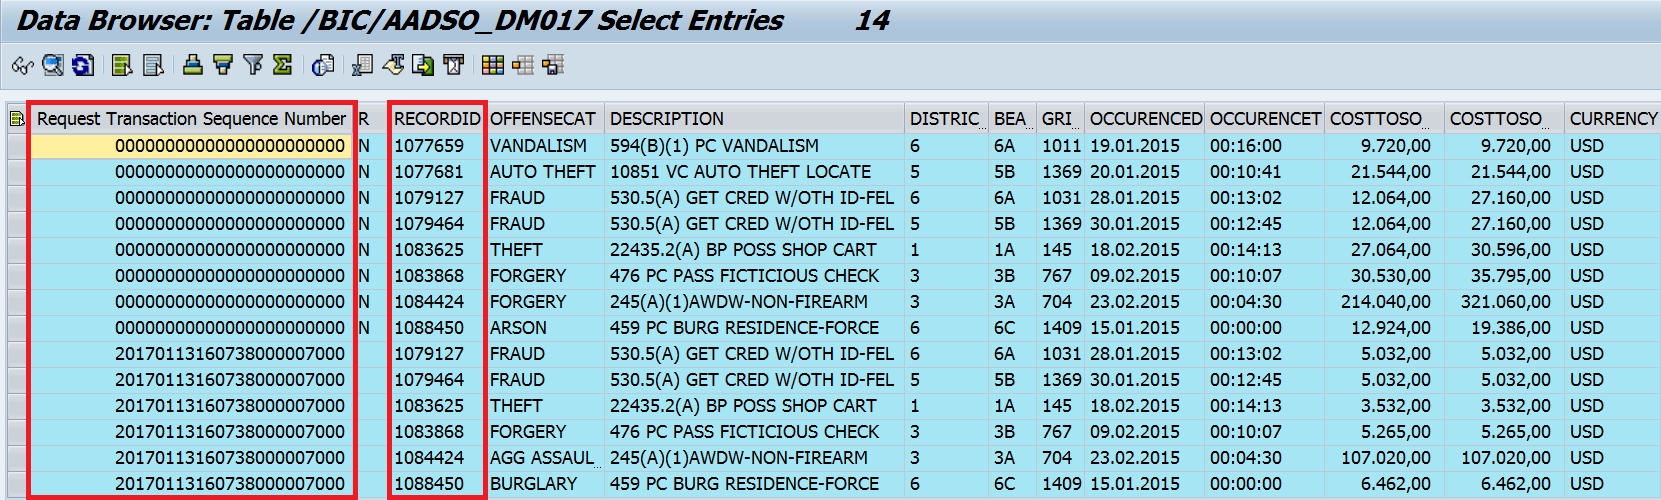 Data Browser: Table /BIC/AADSO_DM017 Select Entries 14
Request Transaction Sequence Number R RECORDID OFFENSECAT DESCRIPTION DISTRIC... BEA... GRI... OCCURENCED OCCURENCET COSTTOSO... COSTTOSO... CURRENCY
00000000000000000000000 N 1077659 VANDALISM 594(B)(1) PC VANDALISM 6 6A 1011 19.01.2015 00:16:00 9.720,00 9.720,00 USD
00000000000000000000000 N 1077681 AUTO THEFT 10851 VC AUTO THEFT LOCATE 5 5B 1369 20.01.2015 00:10:41 21.544,00 21.544,00 USD
00000000000000000000000 N 1079127 FRAUD 530.5(A) GET CRED W/OTH ID-FEL 6 6A 1031 28.01.2015 00:13:02 12.064,00 27.160,00 USD
00000000000000000000000 N 1079464 FRAUD 530.5(A) GET CRED W/OTH ID-FEL 5 5B 1369 30.01.2015 00:12:45 12.064,00 27.160,00 USD
00000000000000000000000 N 1083625 THEFT 22435.2(A) BP POSS SHOP CART 1 1A 145 18.02.2015 00:14:13 27.064,00 30.596,00 USD
00000000000000000000000 N 1083868 FORGERY 476 PC PASS FICTICIOUS CHECK 3 3B 767 09.02.2015 00:10:07 30.530,00 35.795,00 USD
00000000000000000000000 N 1084424 FORGERY 245(A)(1)AWDW-NON-FIREARM 3 3A 704 23.02.2015 00:04:30 214.040,00 321.060,00 USD
00000000000000000000000 N 1088450 ARSON 459 PC BURG RESIDENCE-FORCE 6 6C 1409 15.01.2015 00:00:00 12.924,00 19.386,00 USD
20170113160738000007000 1079127 FRAUD 530.5(A) GET CRED W/OTH ID-FEL 6 6A 1031 28.01.2015 00:13:02 5.032,00 5.032,00 USD
20170113160738000007000 1079464 FRAUD 530.5(A) GET CRED W/OTH ID-FEL 5 5B 1369 30.01.2015 00:12:45 5.032,00 5.032,00 USD
20170113160738000007000 1083625 THEFT 22435.2(A) BP POSS SHOP CART 1 1A 145 18.02.2015 00:14:13 3.532,00 3.532,00 USD
20170113160738000007000 1083868 FORGERY 476 PC PASS FICTICIOUS CHECK 3 3B 767 09.02.2015 00:10:07 5.265,00 5.265,00 USD
20170113160738000007000 1084424 AGG ASSAUL... 245(A)(1)AWDW-NON-FIREARM 3 3A 704 23.02.2015 00:04:30 107.020,00 107.020,00 USD
20170113160738000007000 1088450 BURGLARY 459 PC BURG RESIDENCE-FORCE 6 6C 1409 15.01.2015 00:00:00 6.462,00 6.462,00 USD